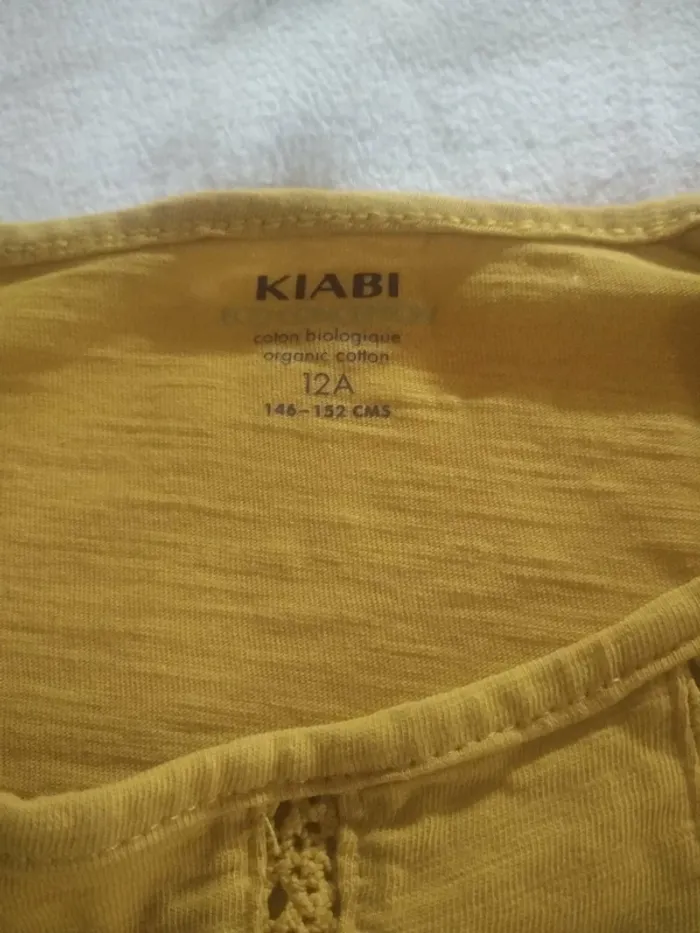 KIABI
coton biologique
organic cotton
12A
146-152 CMS